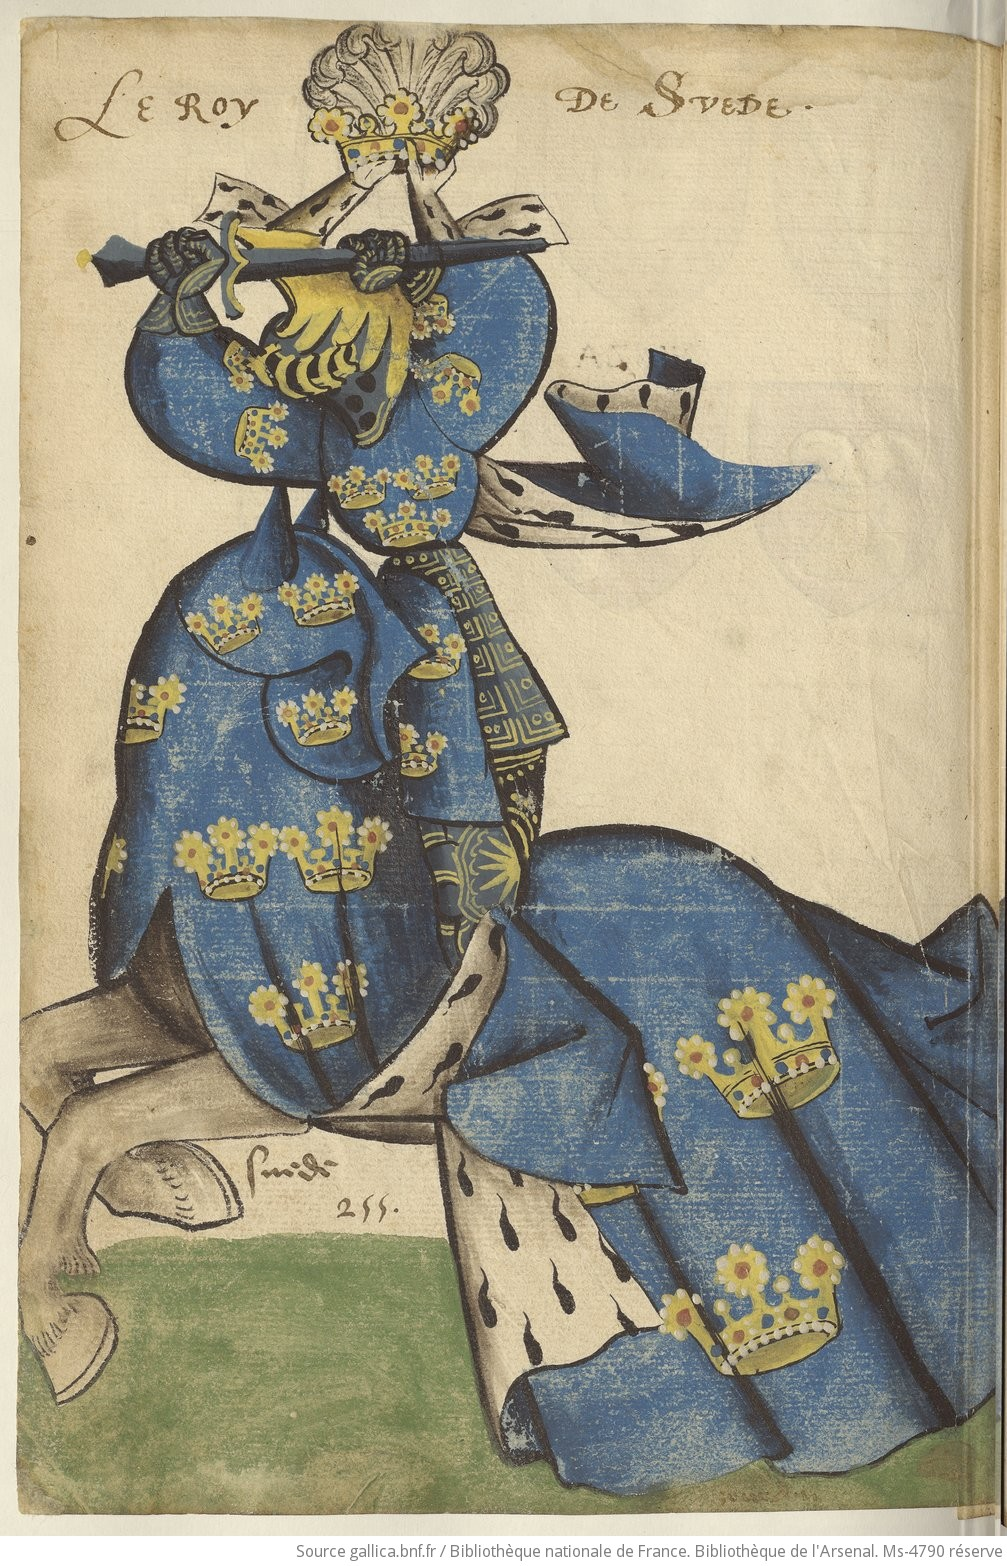 LE ROY DE SVEDE.
suede
255.
Source gallica.bnf.fr / Bibliothèque nationale de France. Bibliothèque de l'Arsenal. Ms-4790 réserve